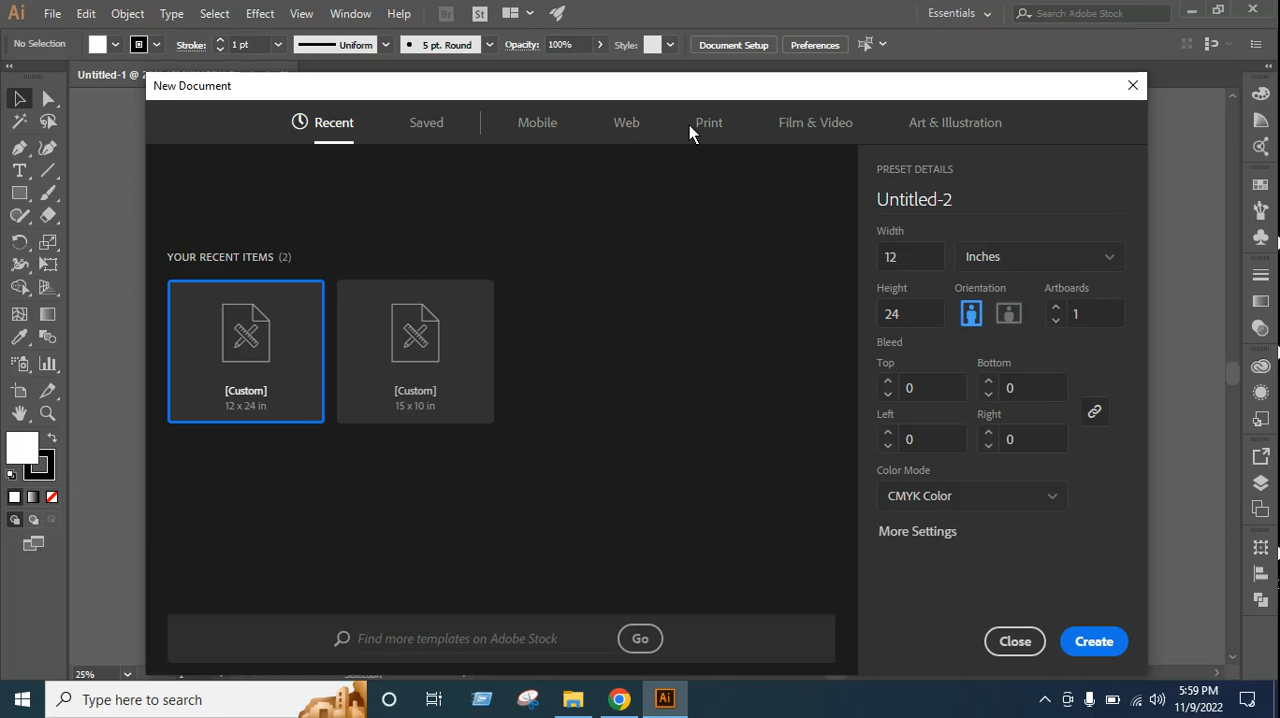 Ai File Edit Object Type Select Effect View Window Help Br St Essentials Search Adobe Stock
No Selection Stroke: 1 pt Uniform 5 pt. Round Opacity: 100% Style: Document Setup Preferences
Untitled-1 @ 2
New Document
Recent Saved Mobile Web Print Film & Video Art & Illustration
PRESET DETAILS
Untitled-2
Width
12 Inches
Height Orientation Artboards
24 1
Bleed
Top Bottom
0 0
Left Right
0 0
Color Mode
CMYK Color
More Settings
YOUR RECENT ITEMS (2)
[Custom] [Custom]
12 x 24 in 15 x 10 in
Find more templates on Adobe Stock Go
Close Create
25% Selection
Type here to search Ai 5:59 PM
11/9/2022